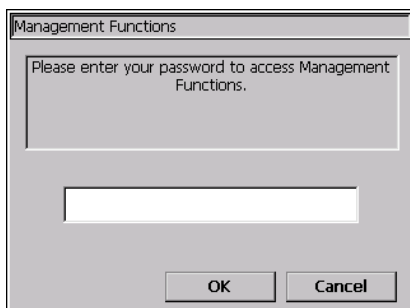 Management Functions
Please enter your password to access Management
Functions.
OK
Cancel